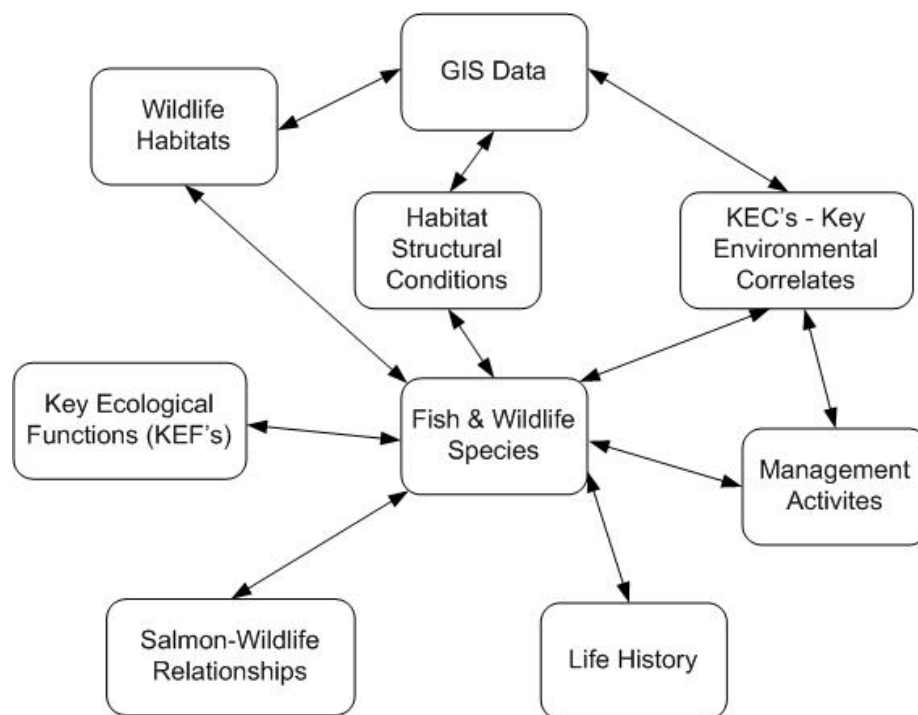 GIS Data
Wildlife
Habitats
Habitat
Structural
Conditions
KEC's - Key
Environmental
Correlates
Key Ecological
Functions (KEF's)
Fish & Wildlife
Species
Management
Activites
Salmon-Wildlife
Relationships
Life History